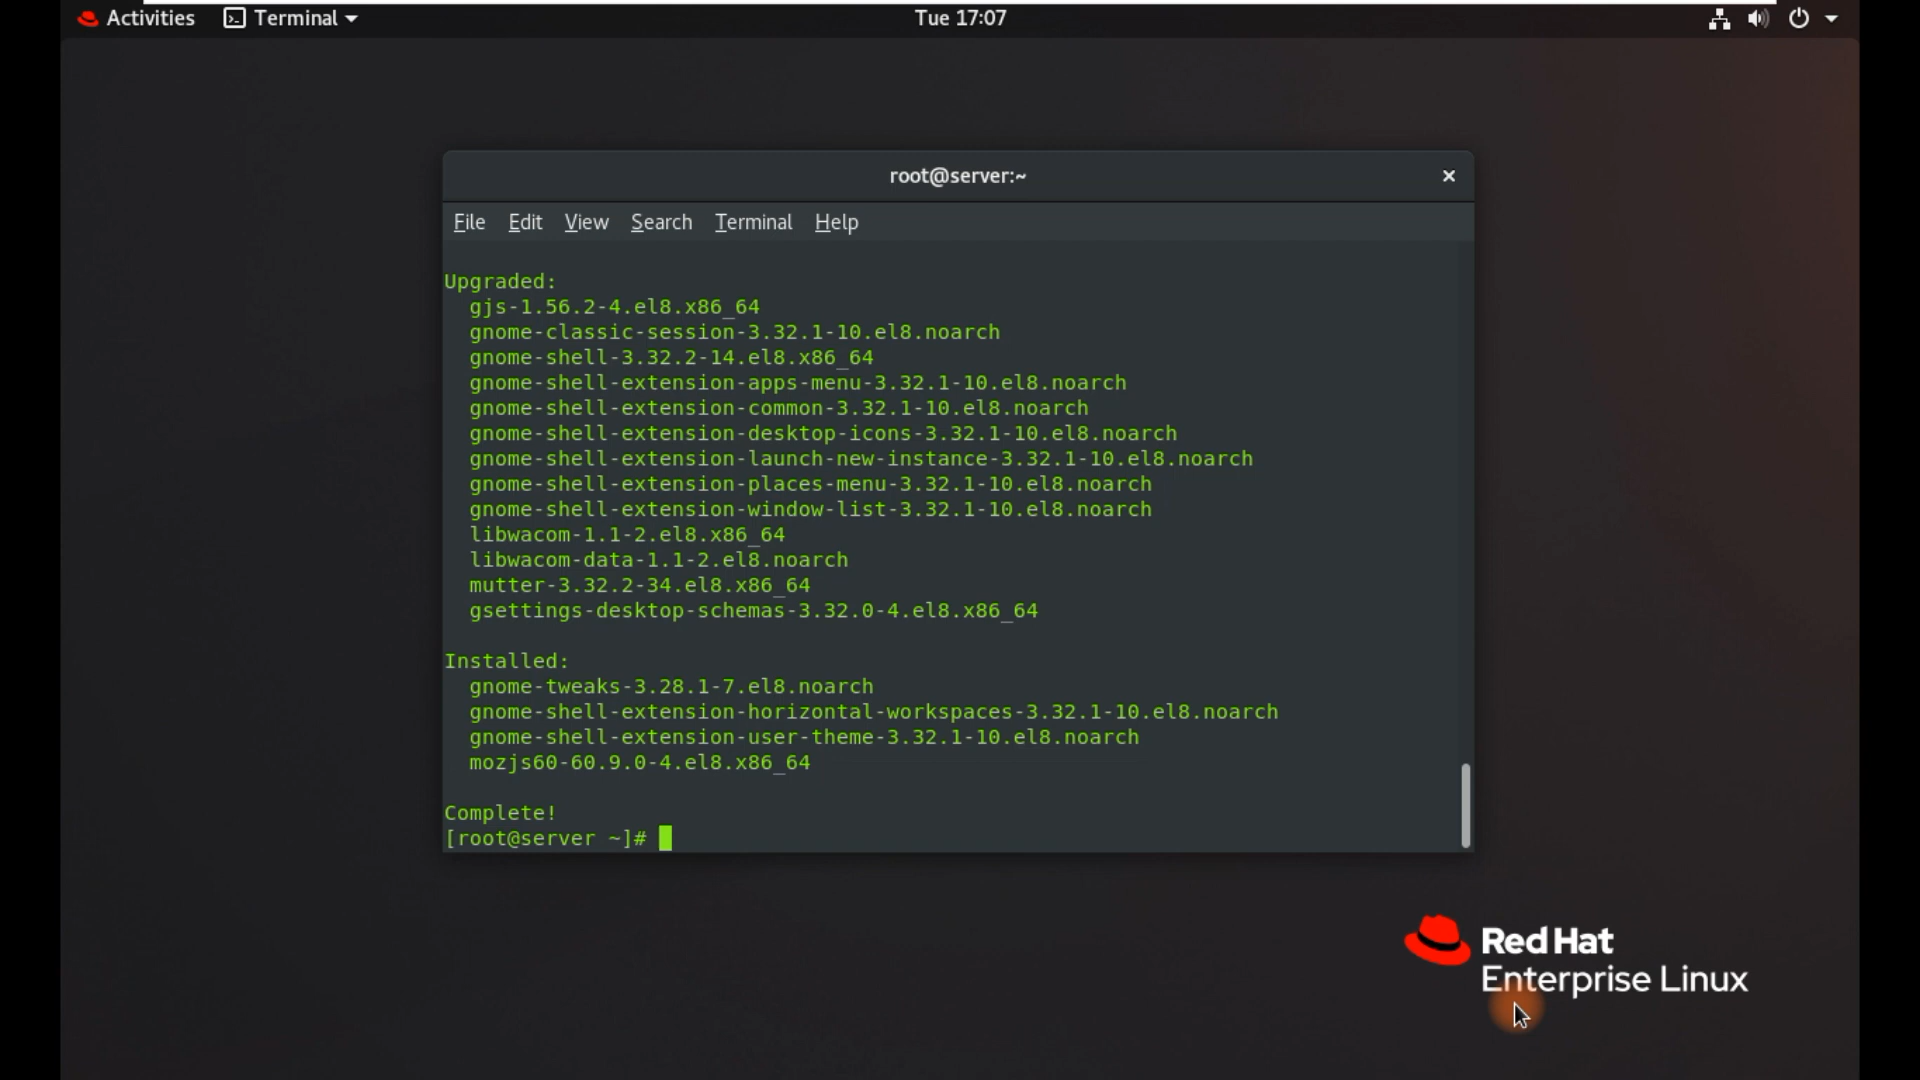 Activities Terminal Tue 17:07
root@server:~ ×
File Edit View Search Terminal Help
Upgraded:
gjs-1.56.2-4.el8.x86_64
gnome-classic-session-3.32.1-10.el8.noarch
gnome-shell-3.32.2-14.el8.x86_64
gnome-shell-extension-apps-menu-3.32.1-10.el8.noarch
gnome-shell-extension-common-3.32.1-10.el8.noarch
gnome-shell-extension-desktop-icons-3.32.1-10.el8.noarch
gnome-shell-extension-launch-new-instance-3.32.1-10.el8.noarch
gnome-shell-extension-places-menu-3.32.1-10.el8.noarch
gnome-shell-extension-window-list-3.32.1-10.el8.noarch
libwacom-1.1-2.el8.x86_64
libwacom-data-1.1-2.el8.noarch
mutter-3.32.2-34.el8.x86_64
gsettings-desktop-schemas-3.32.0-4.el8.x86_64
Installed:
gnome-tweaks-3.28.1-7.el8.noarch
gnome-shell-extension-horizontal-workspaces-3.32.1-10.el8.noarch
gnome-shell-extension-user-theme-3.32.1-10.el8.noarch
mozjs60-60.9.0-4.el8.x86_64
Complete!
[root@server ~]#
Red Hat
Enterprise Linux